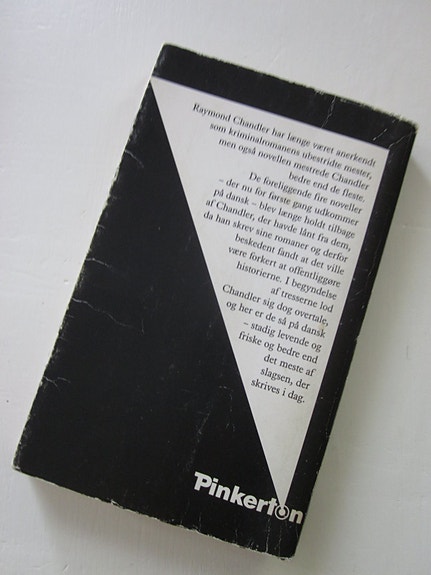 Raymond Chandler har længe været anerkendt
som kriminalromanens ubestridte mester,
men også novellen mestrede Chandler
bedre end de fleste.
De foreliggende fire noveller
– der nu for første gang udkommer
på dansk – blev længe holdt tilbage
af Chandler, der havde lånt fra dem,
da han skrev sine romaner og derfor
beskedent fandt at det ville
være forkert at offentliggøre
historierne. I begyndelse
af tresserne lod
Chandler sig dog overtale,
og her er de så på dansk
– stadig levende og
friske og bedre end
det meste af
slagsen, der
skrives i dag.
Pinkerton